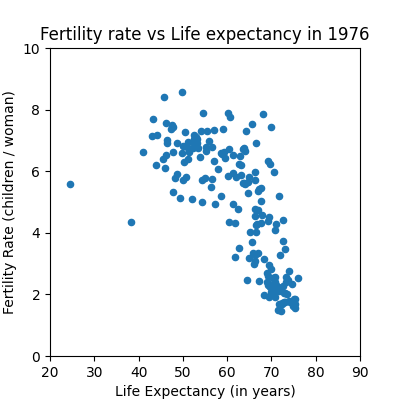 Fertility rate vs Life expectancy in 1976
10
8
6
4
2
0
Fertility Rate (children / woman)
20 30 40 50 60 70 80 90
Life Expectancy (in years)